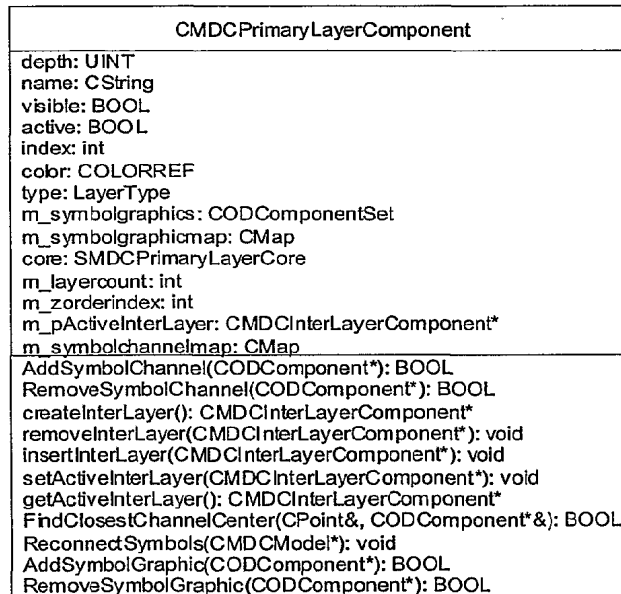 CMDCPrimaryLayerComponent
depth: UINT
name: CString
visible: BOOL
active: BOOL
index: int
color: COLORREF
type: LayerType
m_symbolgraphics: CODComponentSet
m_symbolgraphicmap: CMap
core: SMDCPrimaryLayerCore
m_layercount: int
m_zorderindex: int
m_pActiveInterLayer: CMDCInterLayerComponent*
m_symbolchannelmap: CMap
AddSymbolChannel(CODComponent*): BOOL
RemoveSymbolChannel(CODComponent*): BOOL
createInterLayer(): CMDCInterLayerComponent*
removeInterLayer(CMDCInterLayerComponent*): void
insertInterLayer(CMDCInterLayerComponent*): void
setActiveInterLayer(CMDCInterLayerComponent*): void
getActiveInterLayer(): CMDCInterLayerComponent*
FindClosestChannelCenter(CPoint&, CODComponent*&): BOOL
ReconnectSymbols(CMDCModel*): void
AddSymbolGraphic(CODComponent*): BOOL
RemoveSymbolGraphic(CODComponent*): BOOL